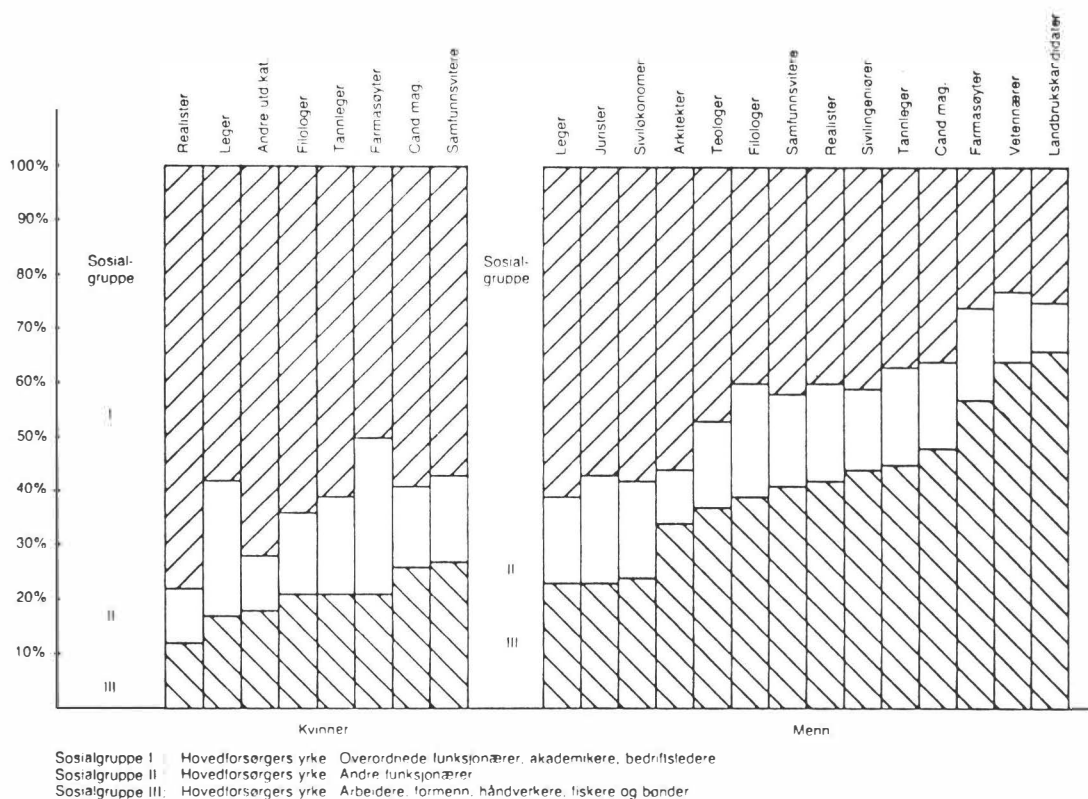 Realister
Leger
Andre utd.kat.
Filologer
Tannleger
Farmasøyter
Cand mag.
Samfunnsvitere
Leger
Jurister
Siviløkonomer
Arkitekter
Teologer
Filologer
Samfunnsvitere
Realister
Sivilingeniører
Tannleger
Cand mag.
Farmasøyter
Vetennærer
Landbrukskandidater
100%
90%
80%
70%
60%
50%
40%
30%
20%
10%
Sosial-
gruppe
I
II
III
Sosial-
gruppe
II
III
Kvinner
Menn
Sosialgruppe I : Hovedforsørgers yrke Overordnede funksjonærer, akademikere, bedriftsledere
Sosialgruppe II : Hovedforsørgers yrke Andre funksjonærer
Sosialgruppe III: Hovedforsørgers yrke Arbeidere, formenn, håndverkere, fiskere og bønder